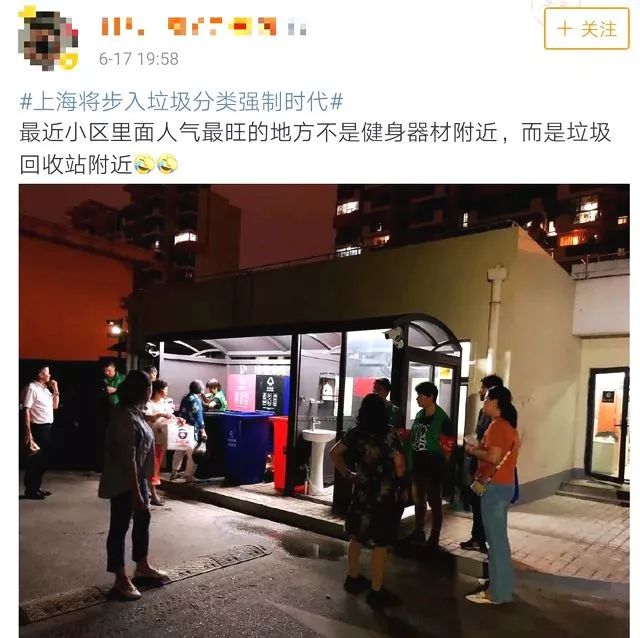 + 关注
6-17 19:58
#上海将步入垃圾分类强制时代#
最近小区里面人气最旺的地方不是健身器材附近，而是垃圾
回收站附近